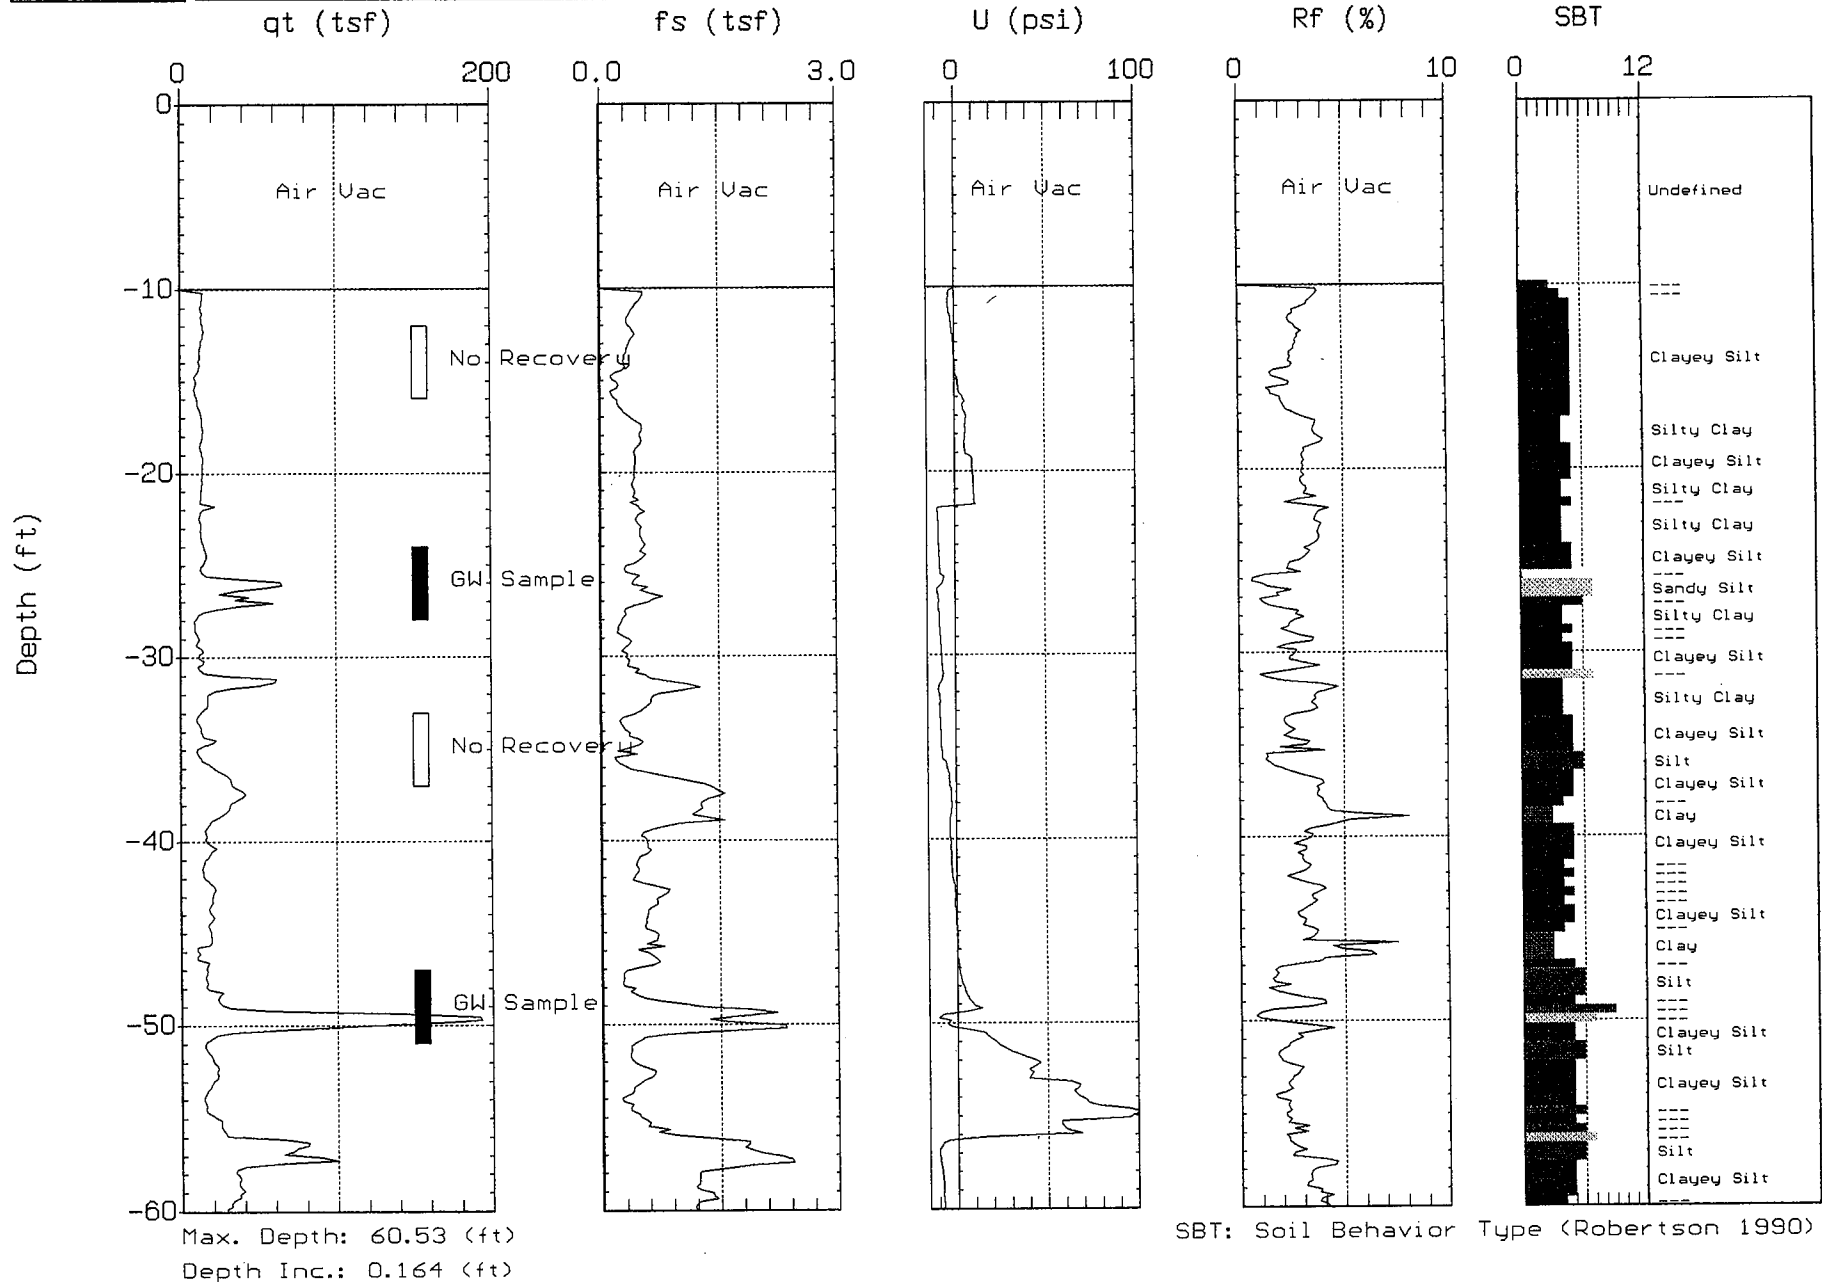 qt (tsf) fs (tsf) U (psi) Rf (%) SBT
0 200 0.0 3.0 0 100 0 10 0 12
0
Air Vac Air Vac Air Vac Air Vac Undefined
-10
---
---
No Recovery Clayey Silt
Silty Clay
Clayey Silt
-20
Silty Clay
---
Silty Clay
Clayey Silt
---
GW Sample Sandy Silt
---
Silty Clay
---
---
-30 Clayey Silt
---
Silty Clay
Clayey Silt
No Recovery
Silt
Clayey Silt
---
Clay
-40 Clayey Silt
---
---
---
---
---
Clayey Silt
---
Clay
---
Silt
GW Sample
---
---
---
-50 Clayey Silt
Silt
Clayey Silt
---
---
---
---
Silt
Clayey Silt
---
-60
Depth (ft)
Max. Depth: 60.53 (ft)
Depth Inc.: 0.164 (ft)
SBT: Soil Behavior Type (Robertson 1990)